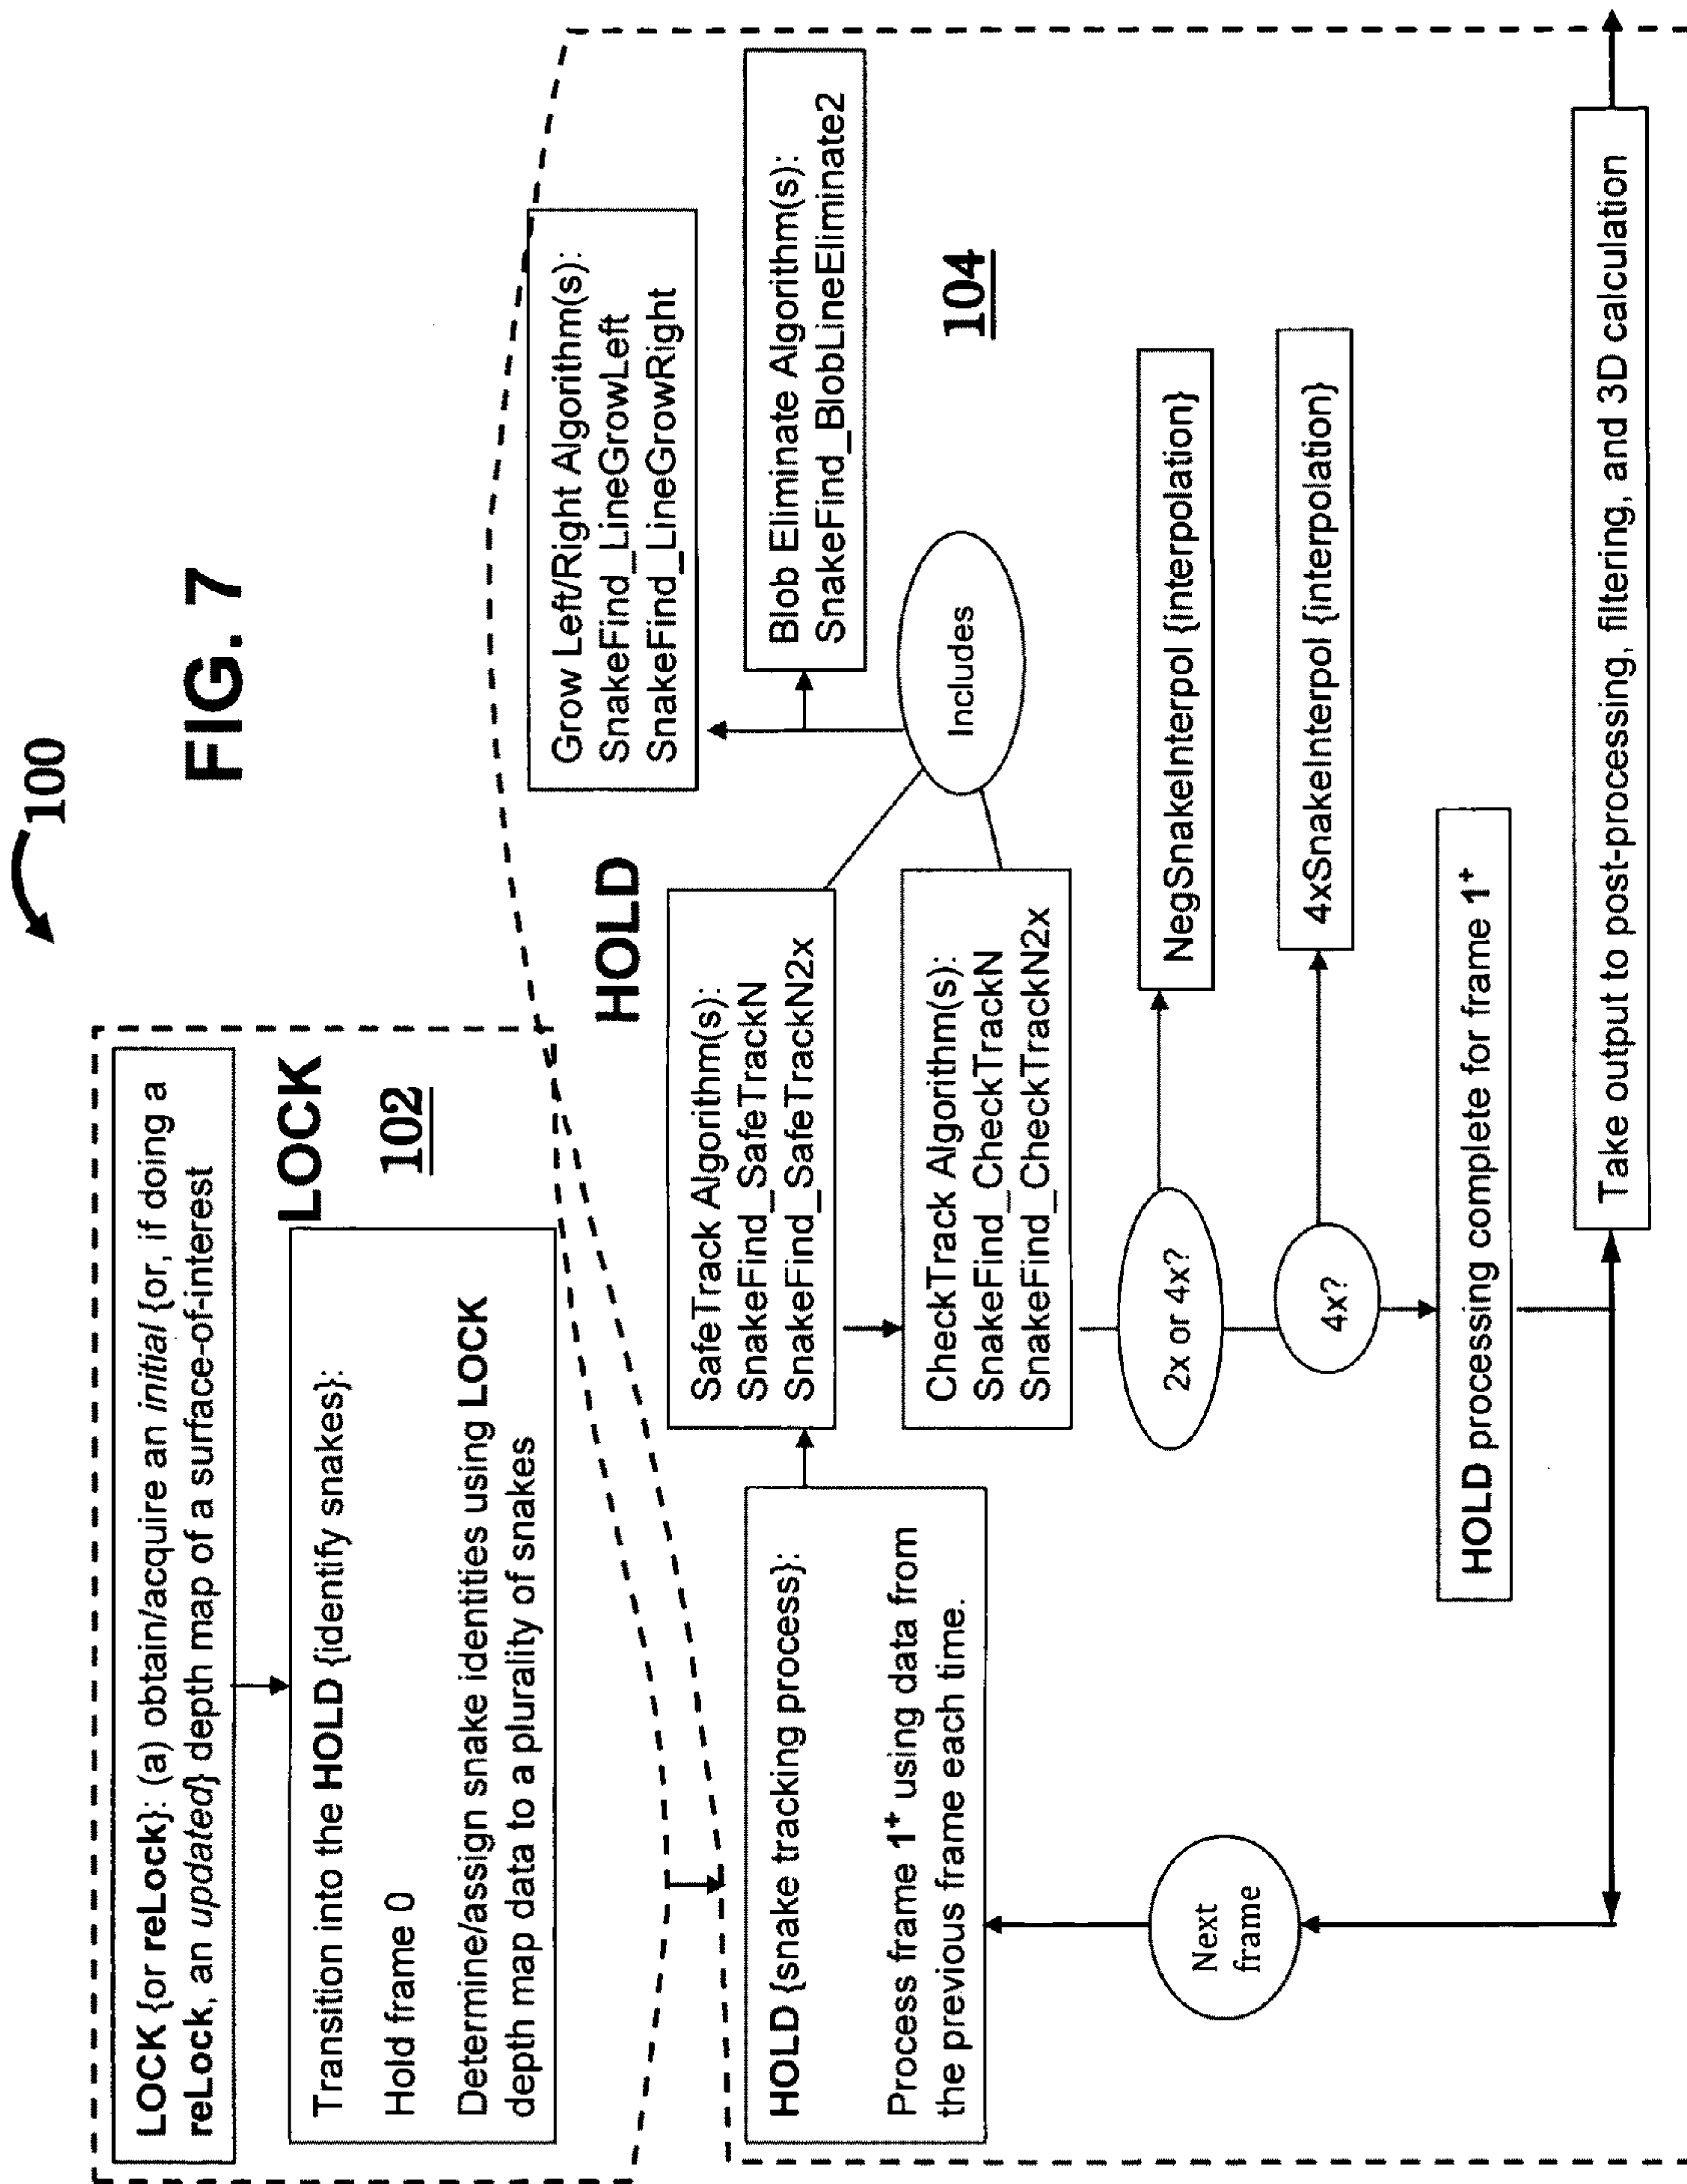 100
FIG. 7
LOCK {or reLock}: (a) obtain/acquire an initial {or, if doing a
reLock, an updated} depth map of a surface-of-interest
LOCK
102
Transition into the HOLD {identify snakes}:
Hold frame 0
Determine/assign snake identities using LOCK
depth map data to a plurality of snakes
HOLD
Grow Left/Right Algorithm(s):
SnakeFind_LineGrowLeft
SnakeFind_LineGrowRight
Blob Eliminate Algorithm(s):
SnakeFind_BlobLineEliminate2
104
Includes
SafeTrack Algorithm(s):
SnakeFind_SafeTrackN
SnakeFind_SafeTrackN2x
HOLD {snake tracking process}:
Process frame 1+ using data from
the previous frame each time.
CheckTrack Algorithm(s):
SnakeFind_CheckTrackN
SnakeFind_CheckTrackN2x
2x or 4x?
NegSnakeInterpol {interpolation}
4x?
4xSnakeInterpol {interpolation}
Next
frame
HOLD processing complete for frame 1+
Take output to post-processing, filtering, and 3D calculation